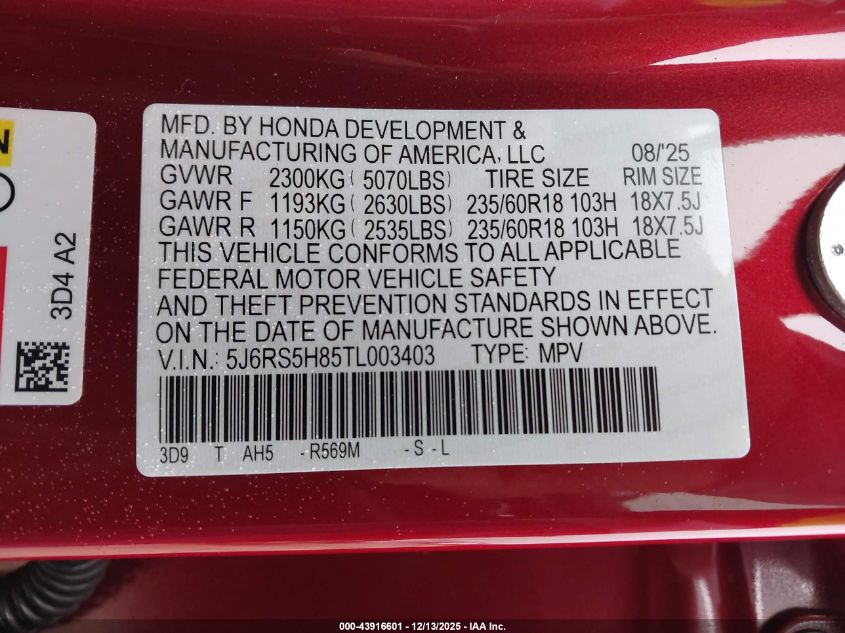 N
3D4 A2
MFD. BY HONDA DEVELOPMENT &
MANUFACTURING OF AMERICA, LLC 08/'25
GVWR 2300KG ( 5070LBS) TIRE SIZE RIM SIZE
GAWR F 1193KG ( 2630LBS) 235/60R18 103H 18X7.5J
GAWR R 1150KG ( 2535LBS) 235/60R18 103H 18X7.5J
THIS VEHICLE CONFORMS TO ALL APPLICABLE
FEDERAL MOTOR VEHICLE SAFETY
AND THEFT PREVENTION STANDARDS IN EFFECT
ON THE DATE OF MANUFACTURE SHOWN ABOVE.
V.I.N.: 5J6RS5H85TL003403 TYPE: MPV
3D9 T AH5 -R569M -S-L
000-43916601 - 12/13/2025 - IAA Inc.